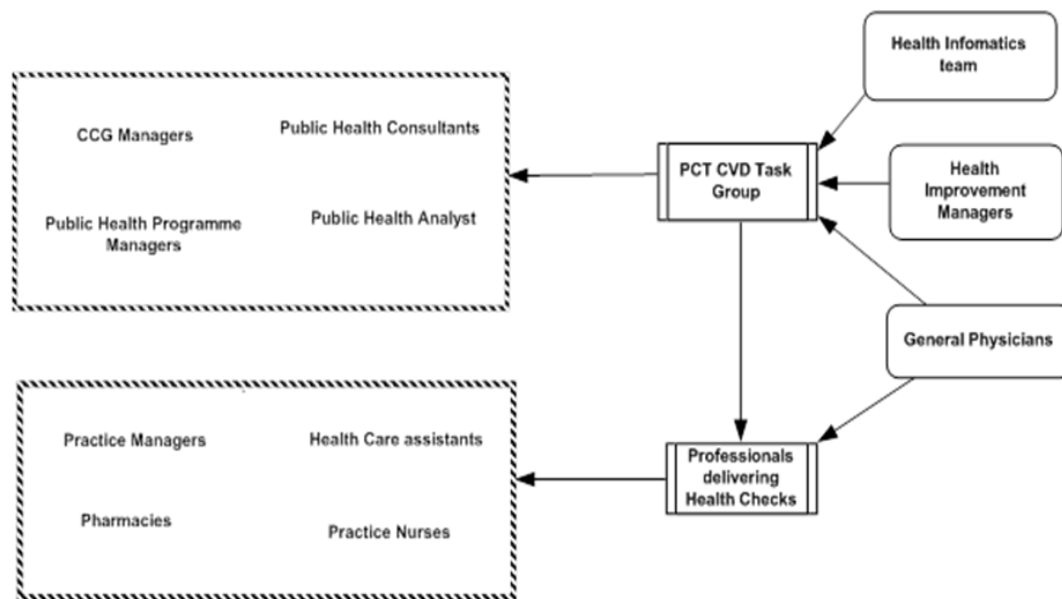 Health Infomatics
team
CCG Managers
Public Health Consultants
PCT CVD Task
Group
Health
Improvement
Managers
Public Health Programme
Managers
Public Health Analyst
General Physicians
Practice Managers
Health Care assistants
Professionals
delivering
Health Checks
Pharmacies
Practice Nurses